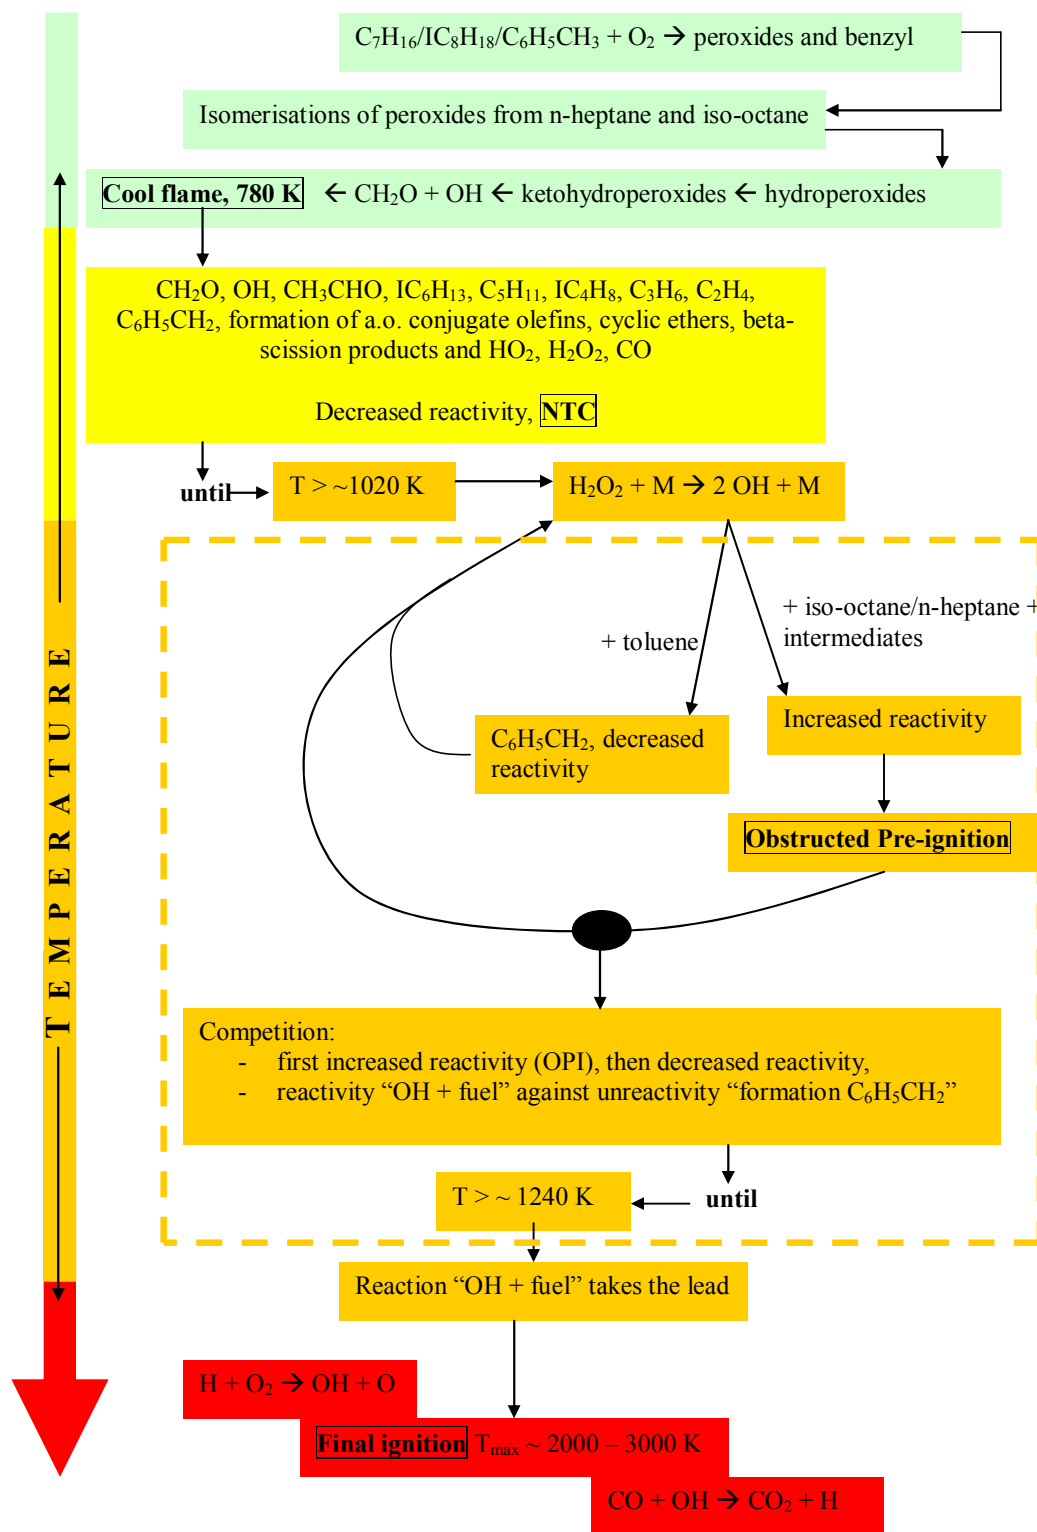 C₇H₁₆/IC₈H₁₈/C₆H₅CH₃ + O₂ → peroxides and benzyl
Isomerisations of peroxides from n-heptane and iso-octane
Cool flame, 780 K ← CH₂O + OH ← ketohydroperoxides ← hydroperoxides
CH₂O, OH, CH₃CHO, IC₆H₁₃, C₅H₁₁, IC₄H₈, C₃H₆, C₂H₄,
C₆H₅CH₂, formation of a.o. conjugate olefins, cyclic ethers, beta-
scission products and HO₂, H₂O₂, CO
Decreased reactivity, NTC
until
T > ~1020 K
H₂O₂ + M → 2 OH + M
+ toluene
+ iso-octane/n-heptane +
intermediates
C₆H₅CH₂, decreased
reactivity
Increased reactivity
Obstructed Pre-ignition
TEMPERATURE
Competition:
- first increased reactivity (OPI), then decreased reactivity,
- reactivity “OH + fuel” against unreactivity “formation C₆H₅CH₂”
until
T > ~ 1240 K
Reaction “OH + fuel” takes the lead
H + O₂ → OH + O
Final ignition Tₘₐₓ ~ 2000 – 3000 K
CO + OH → CO₂ + H